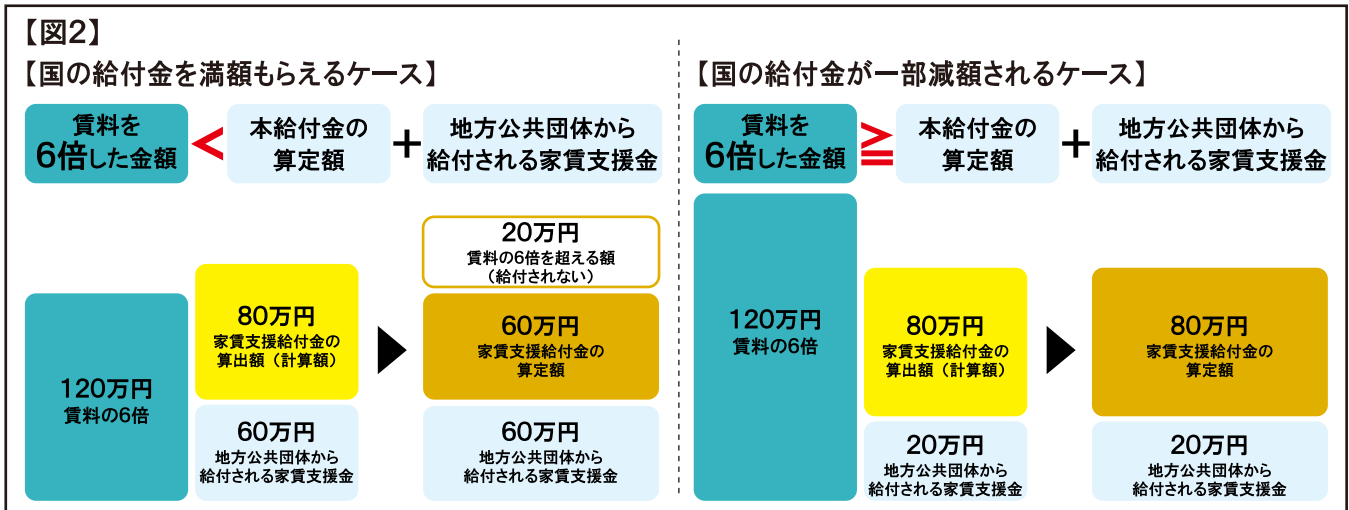 【図2】
【国の給付金を満額もらえるケース】
賃料を
6倍した金額
<
本給付金の
算定額
+
地方公共団体から
給付される家賃支援金
120万円
賃料の6倍
80万円
家賃支援給付金の
算出額（計算額）
60万円
地方公共団体から
給付される家賃支援金
20万円
賃料の6倍を超える額
（給付されない）
60万円
家賃支援給付金の
算定額
60万円
地方公共団体から
給付される家賃支援金
【国の給付金が一部減額されるケース】
賃料を
6倍した金額
≧
本給付金の
算定額
+
地方公共団体から
給付される家賃支援金
120万円
賃料の6倍
80万円
家賃支援給付金の
算出額（計算額）
20万円
地方公共団体から
給付される家賃支援金
80万円
家賃支援給付金の
算定額
20万円
地方公共団体から
給付される家賃支援金